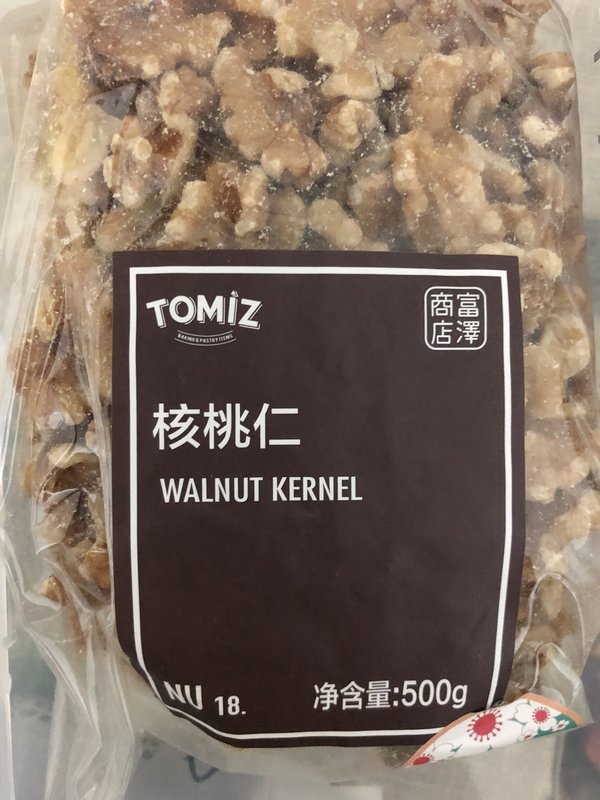 TOMIZ
BAKING & PASTRY ITEMS
富澤
商店
核桃仁
WALNUT KERNEL
NU 18.
净含量:500g